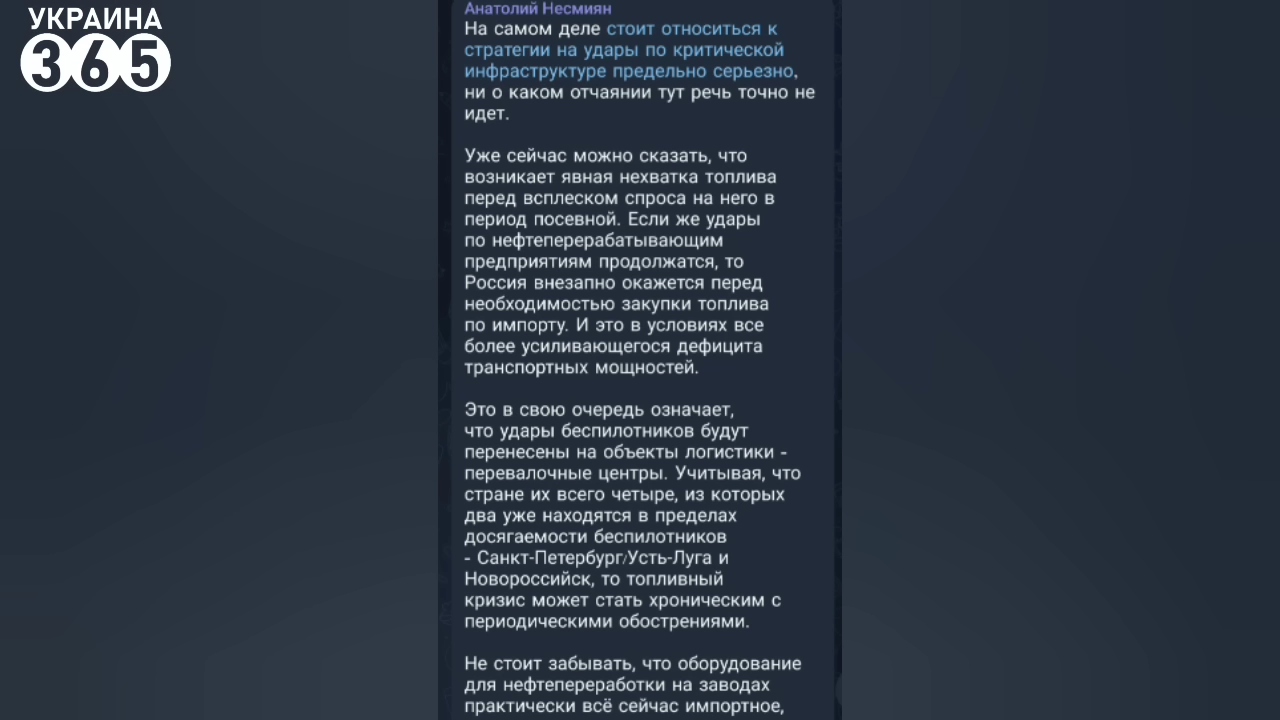 УКРАИНА
365
Анатолий Несмиян
На самом деле стоит относиться к
стратегии на удары по критической
инфраструктуре предельно серьезно,
ни о каком отчаянии тут речь точно не
идет.
Уже сейчас можно сказать, что
возникает явная нехватка топлива
перед всплеском спроса на него в
период посевной. Если же удары
по нефтеперерабатывающим
предприятиям продолжатся, то
Россия внезапно окажется перед
необходимостью закупки топлива
по импорту. И это в условиях все
более усиливающегося дефицита
транспортных мощностей.
Это в свою очередь означает,
что удары беспилотников будут
перенесены на объекты логистики -
перевалочные центры. Учитывая, что
стране их всего четыре, из которых
два уже находятся в пределах
досягаемости беспилотников
- Санкт-Петербург/Усть-Луга и
Новороссийск, то топливный
кризис может стать хроническим с
периодическими обострениями.
Не стоит забывать, что оборудование
для нефтепереработки на заводах
практически всё сейчас импортное,